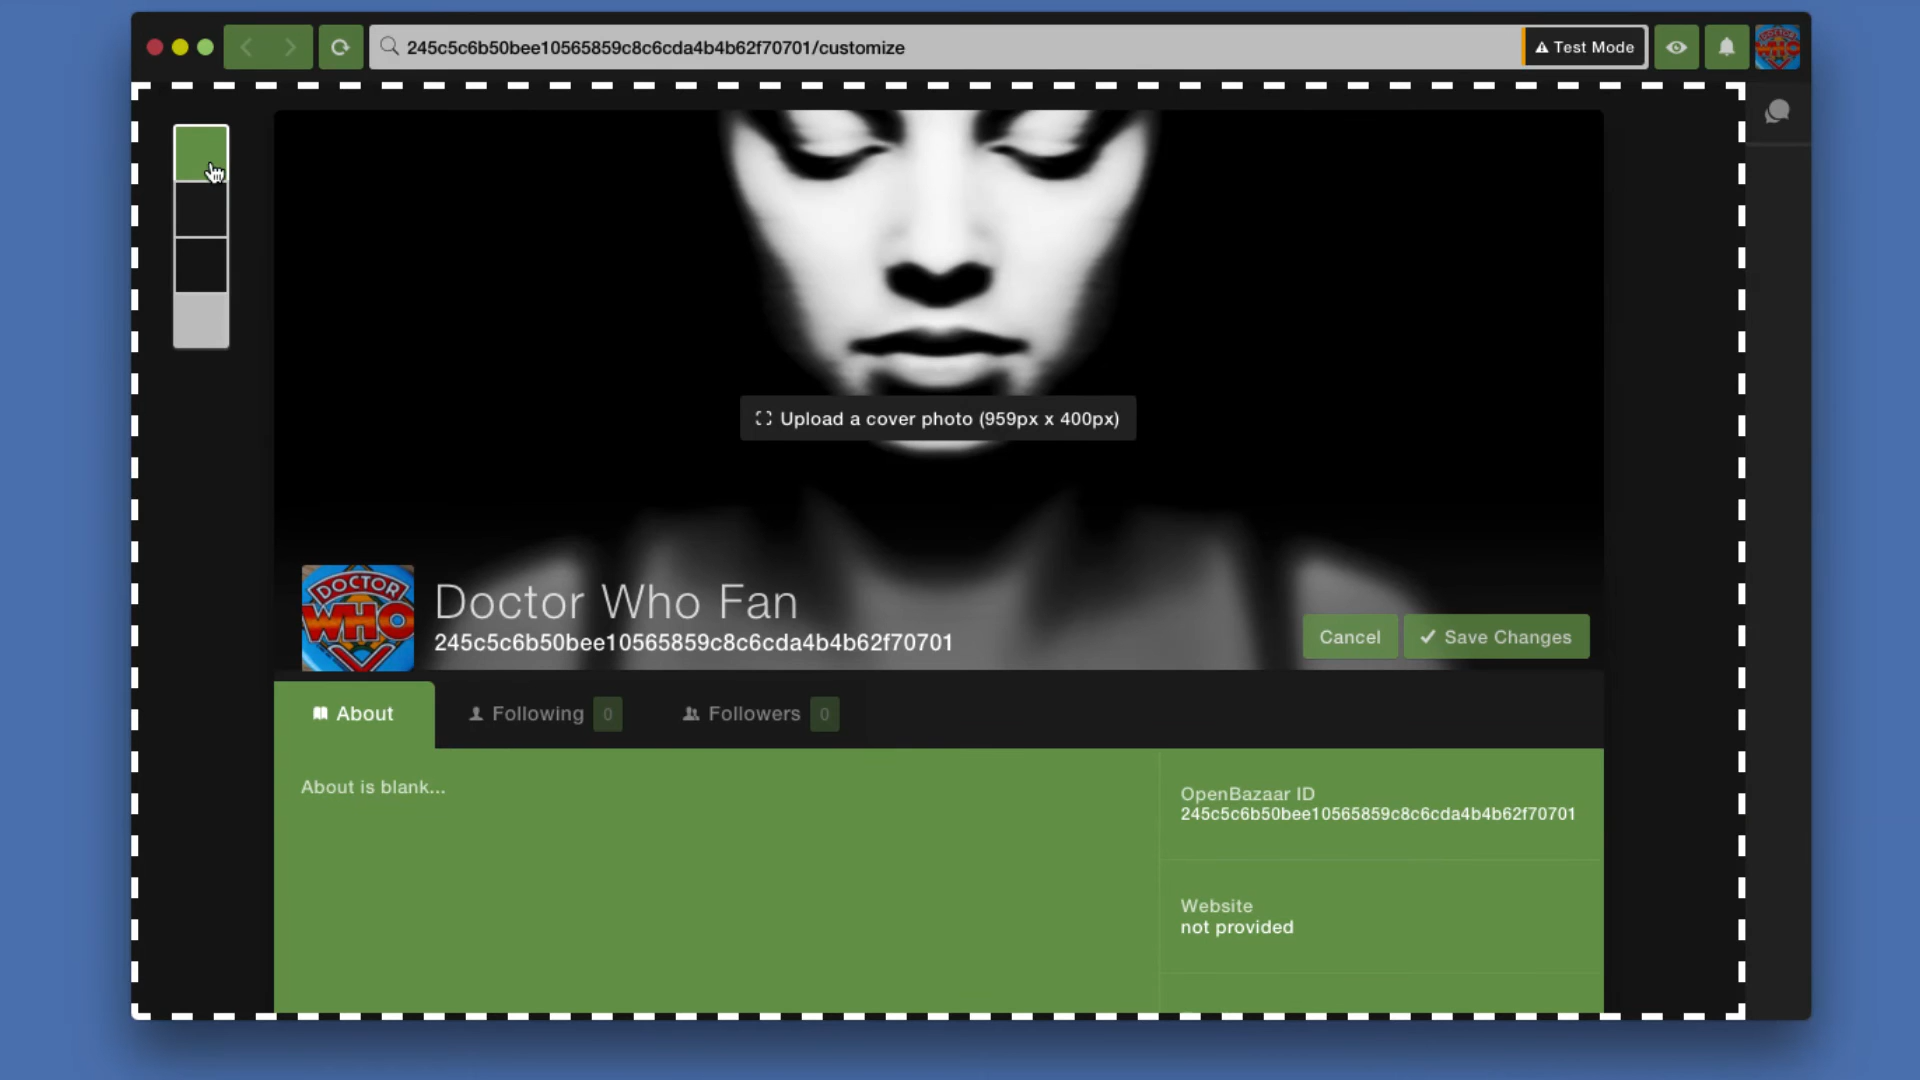 245c5c6b50bee10565859c8c6cda4b4b62f70701/customize
Test Mode
Upload a cover photo (959px x 400px)
DOCTOR
WHO
Doctor Who Fan
245c5c6b50bee10565859c8c6cda4b4b62f70701
Cancel
Save Changes
About
Following 0
Followers 0
About is blank...
OpenBazaar ID
245c5c6b50bee10565859c8c6cda4b4b62f70701
Website
not provided